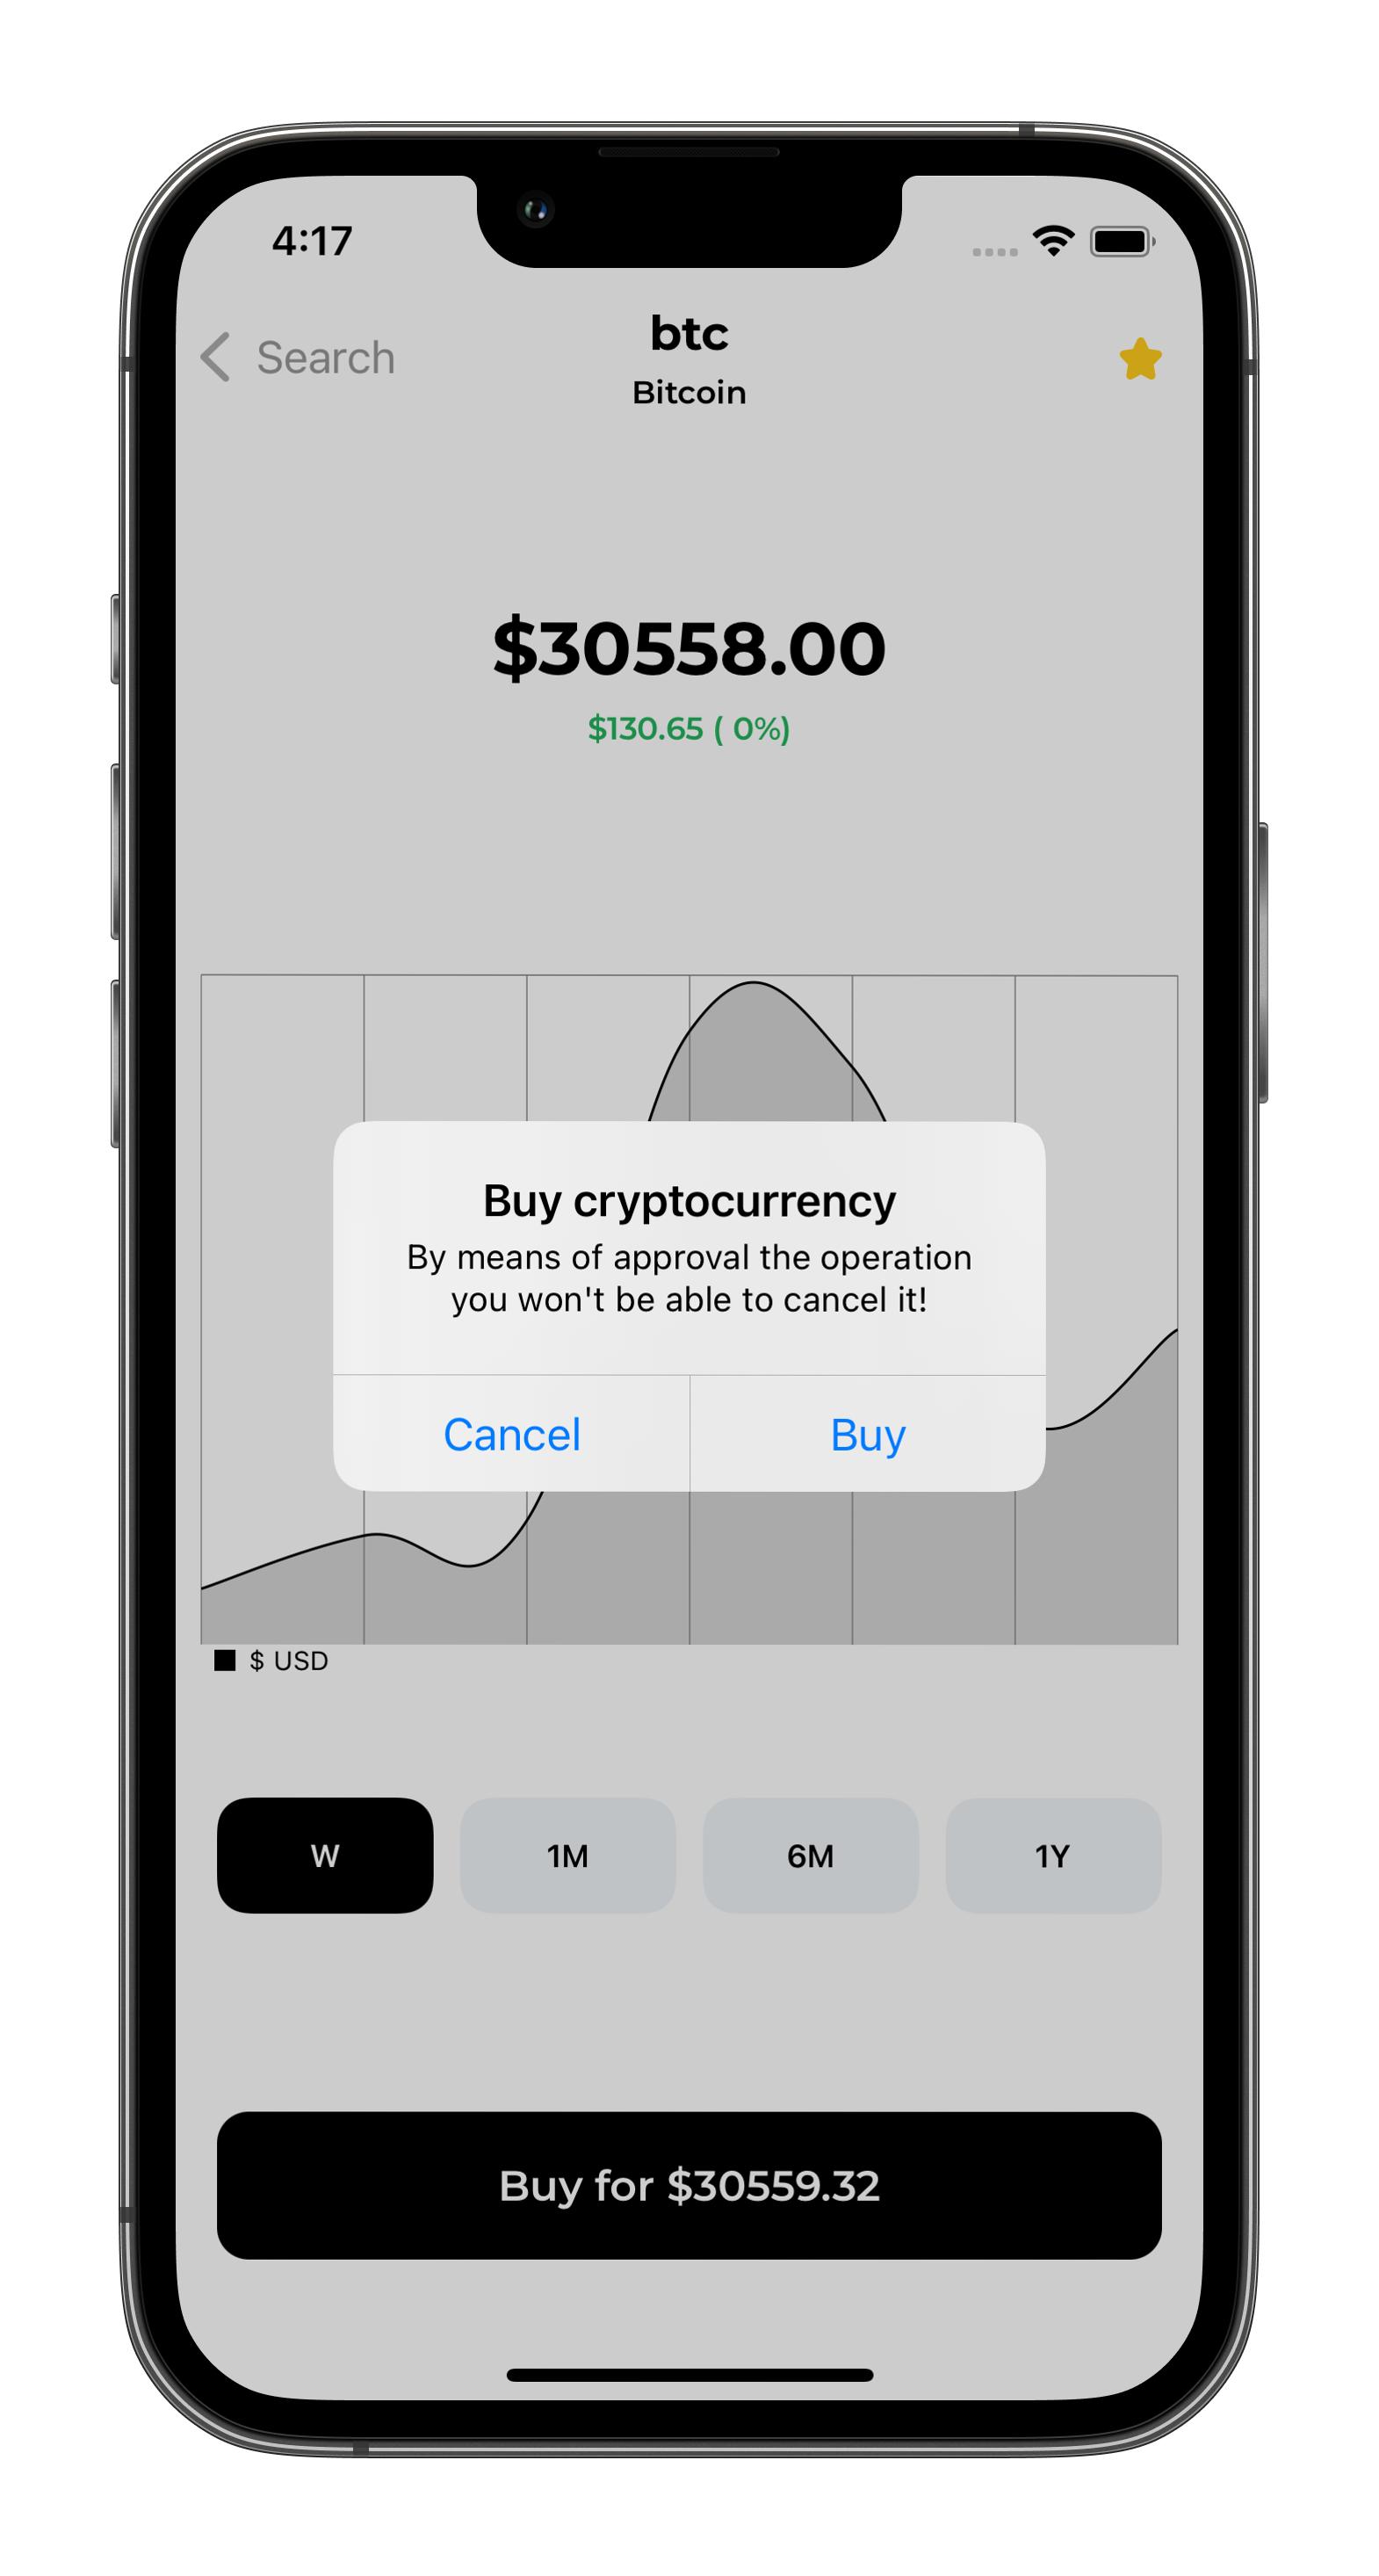 4:17
Search
btc
Bitcoin
$30558.00
$130.65 ( 0%)
Buy cryptocurrency
By means of approval the operation
you won't be able to cancel it!
Cancel
Buy
$ USD
W
1M
6M
1Y
Buy for $30559.32